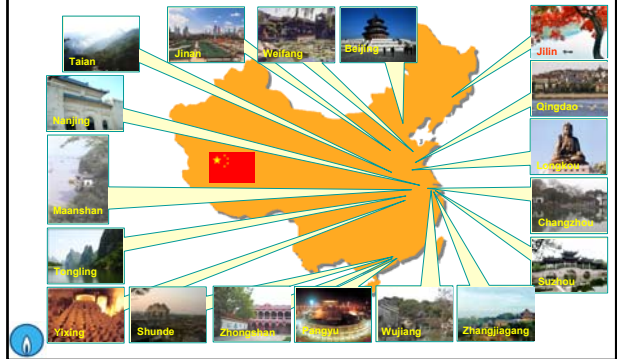 Taian
Jinan
Weifang
Beijing
Jilin
Nanjing
Qingdao
Longkou
Maanshan
Changzhou
Tongling
Suzhou
Yixing
Shunde
Zhongshan
Panyu
Wujiang
Zhangjiagang